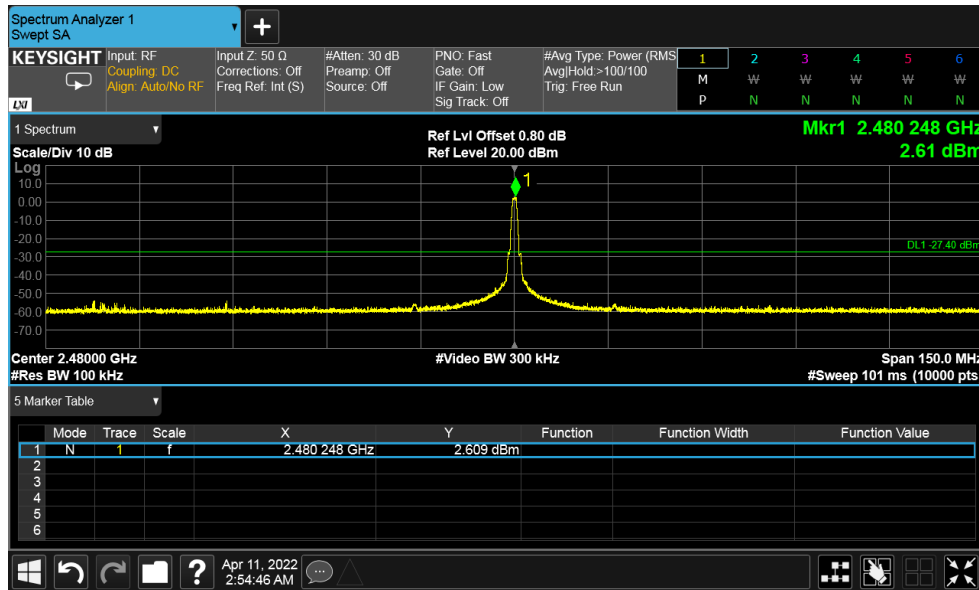 Spectrum Analyzer 1
Swept SA
+
KEYSIGHT
LXI
Input: RF
Coupling: DC
Align: Auto/No RF
Input Z: 50 Ω
Corrections: Off
Freq Ref: Int (S)
#Atten: 30 dB
Preamp: Off
Source: Off
PNO: Fast
Gate: Off
IF Gain: Low
Sig Track: Off
#Avg Type: Power (RMS
Avg|Hold:>100/100
Trig: Free Run
1 2 3 4 5 6
M W W W W W
P N N N N N
1 Spectrum
Scale/Div 10 dB
Ref Lvl Offset 0.80 dB
Ref Level 20.00 dBm
Mkr1 2.480 248 GHz
2.61 dBm
Log
10.0
0.00
-10.0
-20.0
-30.0
-40.0
-50.0
-60.0
-70.0
1
DL1 -27.40 dBm
Center 2.48000 GHz
#Video BW 300 kHz
Span 150.0 MHz
#Res BW 100 kHz
#Sweep 101 ms (10000 pts
5 Marker Table
Mode Trace Scale X Y Function Function Width Function Value
1 N 1 f 2.480 248 GHz 2.609 dBm
2
3
4
5
6
?
Apr 11, 2022
2:54:46 AM